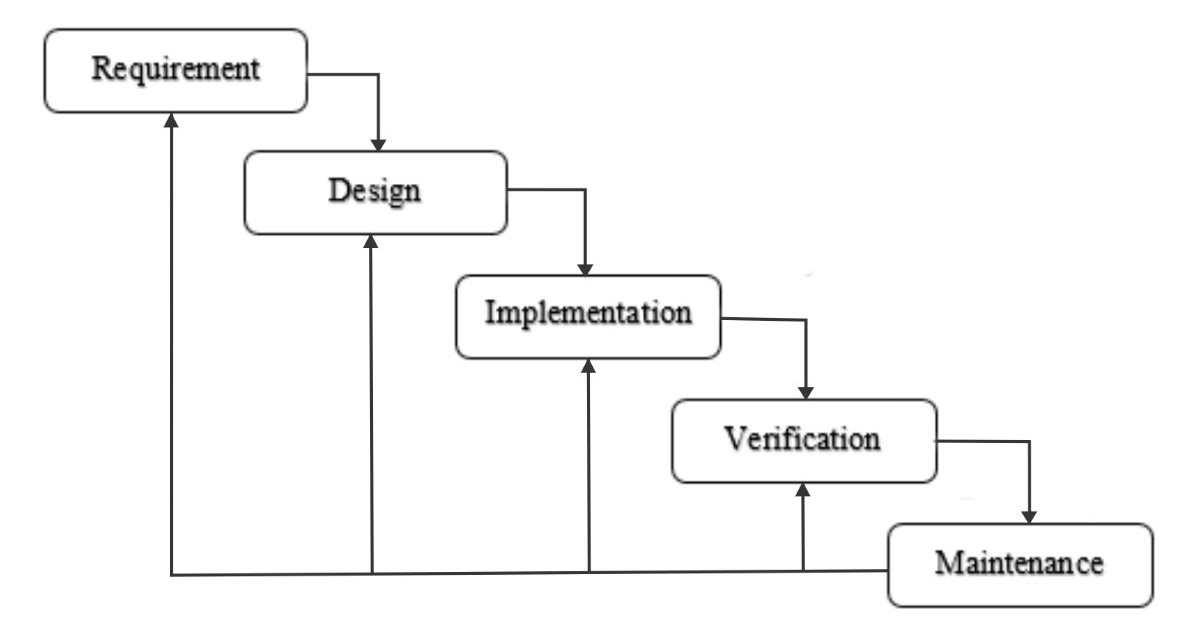 Requirement
Design
Implementation
Verification
Maintenance